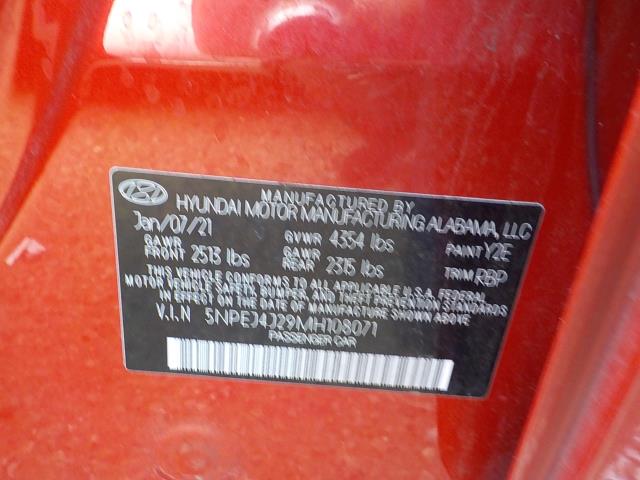 MANUFACTURED BY
HYUNDAI MOTOR MANUFACTURING ALABAMA, LLC
Jan/07/21 GVWR 4354 lbs PAINT Y2E
GAWR FRONT 2513 lbs GAWR REAR 2315 lbs TRIM RBP
THIS VEHICLE CONFORMS TO ALL APPLICABLE U.S.A. FEDERAL
MOTOR VEHICLE SAFETY, BUMPER, AND THEFT PREVENTION STANDARDS
IN EFFECT ON THE DATE OF MANUFACTURE SHOWN ABOVE
V.I.N 5NPEJ4J29MH108071
PASSENGER CAR